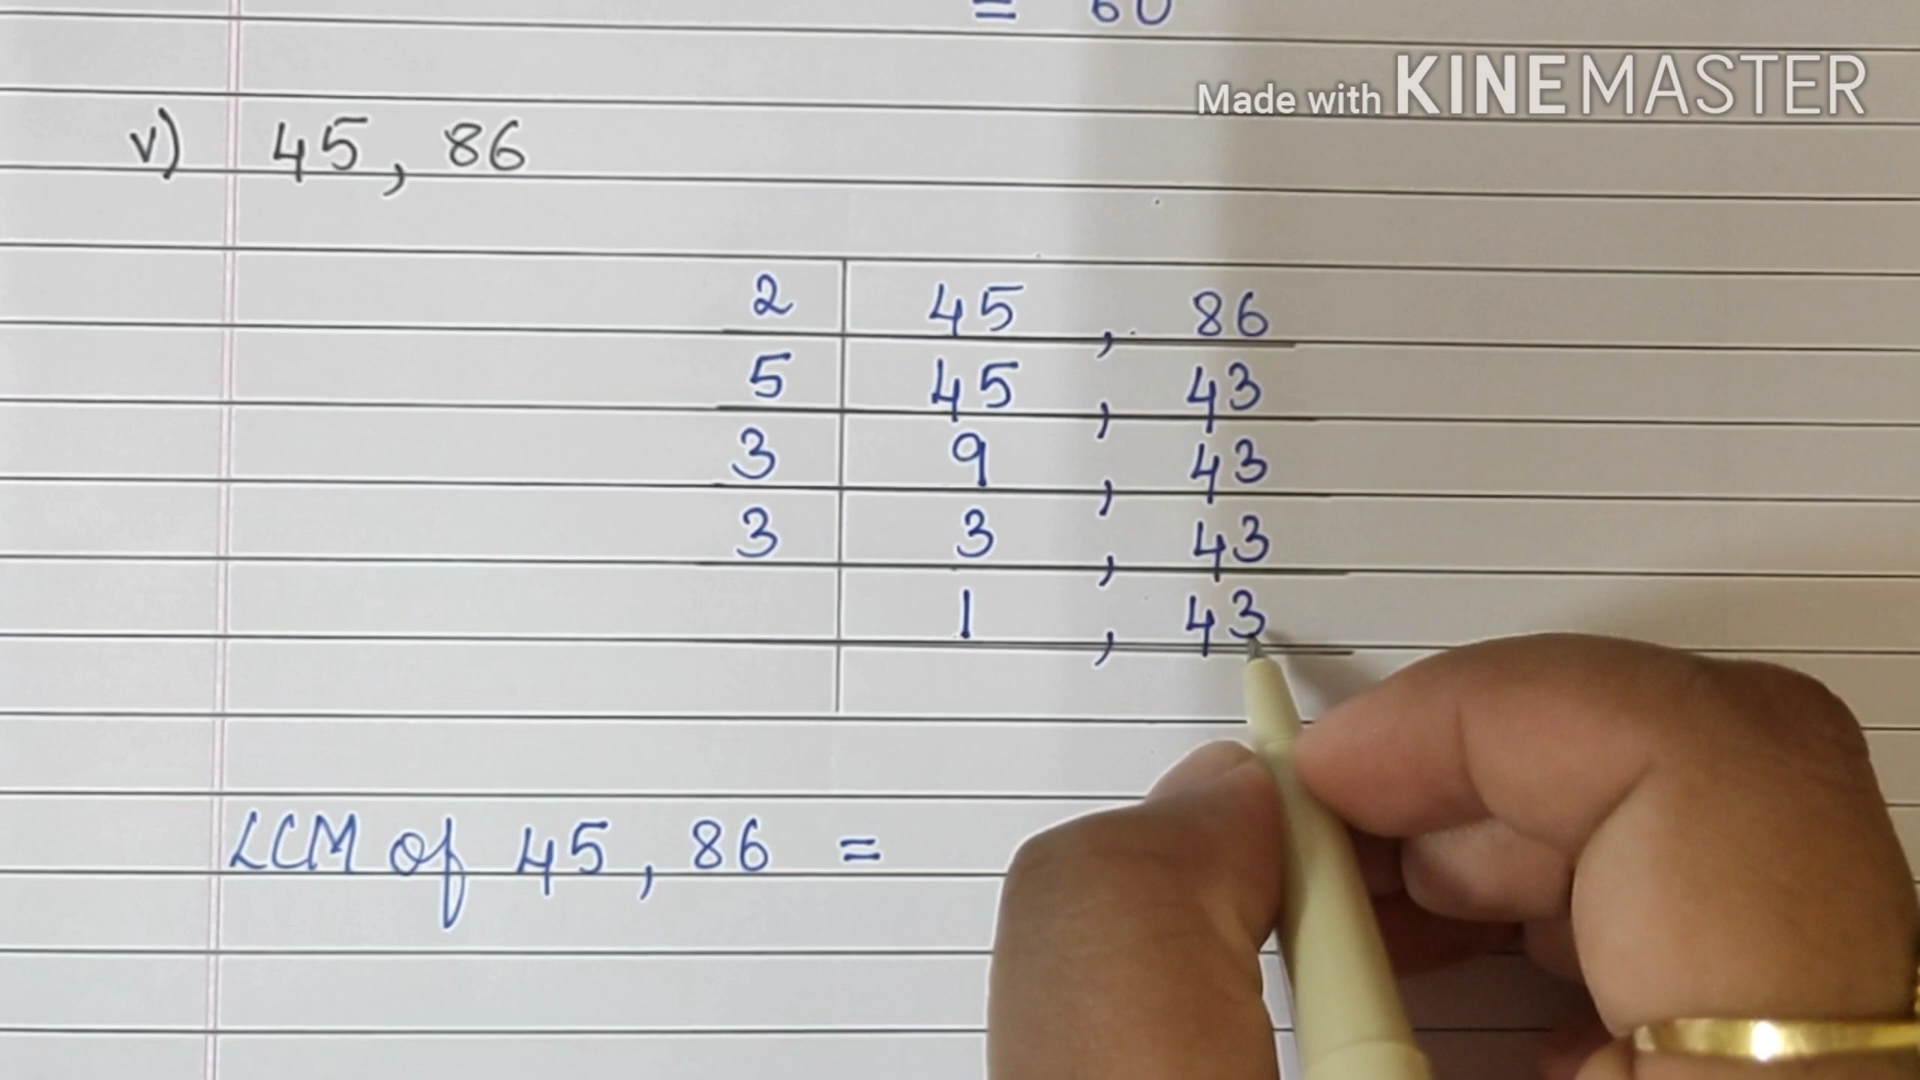 = 60
Made with KINEMASTER
v) 45, 86
2 45 , 86
5 45 , 43
3 9 , 43
3 3 , 43
1 , 43
LCM of 45, 86 =